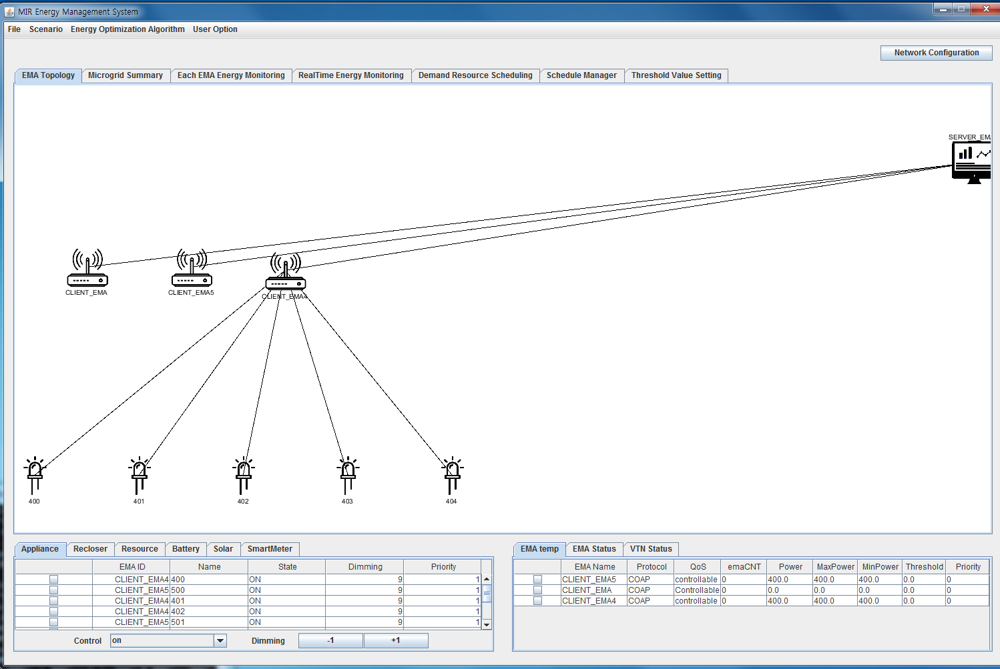 MIR Energy Management System
File Scenario Energy Optimization Algorithm User Option
Network Configuration
EMA Topology Microgrid Summary Each EMA Energy Monitoring RealTime Energy Monitoring Demand Resource Scheduling Schedule Manager Threshold Value Setting
SERVER_EM
CLIENT_EMA CLIENT_EMA5 CLIENT_EMA4
400 401 402 403 404
Appliance Recloser Resource Battery Solar SmartMeter
EMA ID Name State Dimming Priority
CLIENT_EMA4 400 ON 9 1
CLIENT_EMA5 500 ON 9 1
CLIENT_EMA4 401 ON 9 1
CLIENT_EMA4 402 ON 9 1
CLIENT_EMA5 501 ON 9 1
Control on Dimming -1 +1
EMA temp EMA Status VTN Status
EMA Name Protocol QoS emaCNT Power MaxPower MinPower Threshold Priority
CLIENT_EMA5 COAP controllable 0 400.0 400.0 400.0 0.0 0
CLIENT_EMA COAP Controllable 0 0.0 0.0 0.0 0.0 0
CLIENT_EMA4 COAP controllable 0 400.0 400.0 400.0 0.0 0